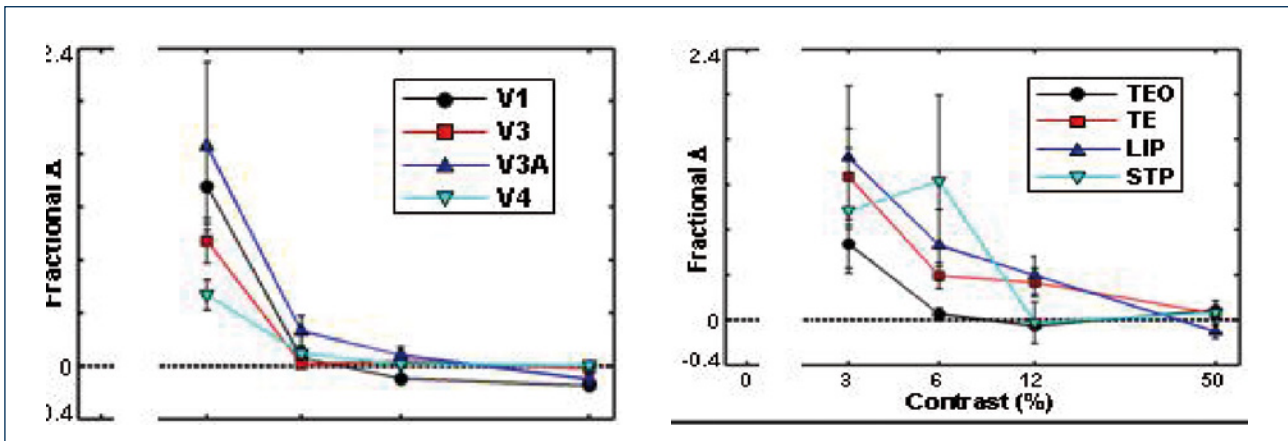 2.4
V1
V3
V3A
V4
Fractional Δ
0
0.4
2.4
TEO
TE
LIP
STP
Fractional Δ
0
-0.4
0 3 6 12 50
Contrast (%)